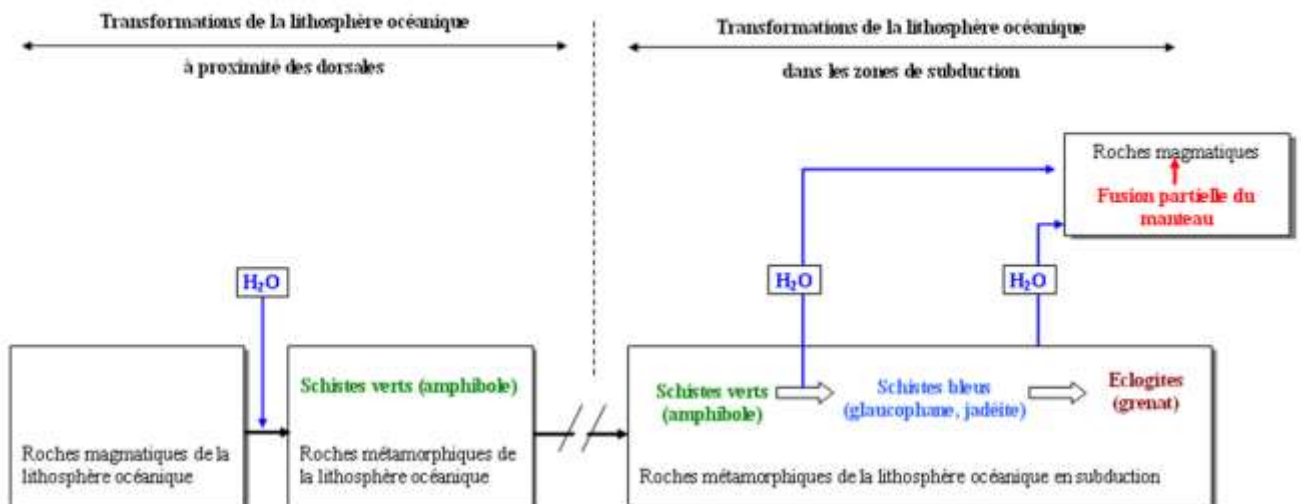 Transformations de la lithosphère océanique
à proximité des dorsales
Transformations de la lithosphère océanique
dans les zones de subduction
Roches magmatiques
Fusion partielle du
manteau
H₂O
H₂O
H₂O
Schistes verts (amphibole)
Roches magmatiques de la
lithosphère océanique
Roches métamorphiques de
la lithosphère océanique
Schistes verts
(amphibole)
Schistes bleus
(glaucophane, jadéite)
Eclogites
(grenat)
Roches métamorphiques de la lithosphère océanique en subduction